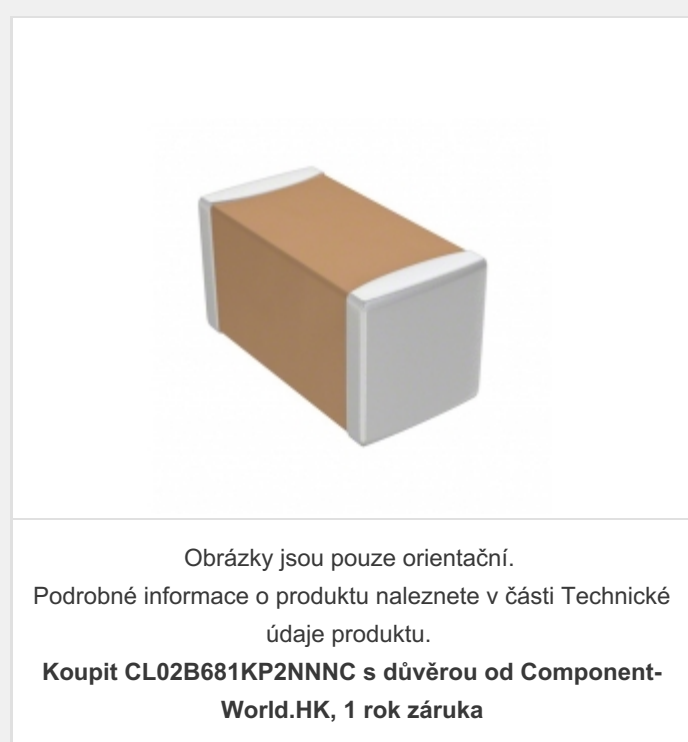 Obrázky jsou pouze orientační.
Podrobné informace o produktu naleznete v části Technické
údaje produktu.
Koupit CL02B681KP2NNNC s důvěrou od Component-
World.HK, 1 rok záruka